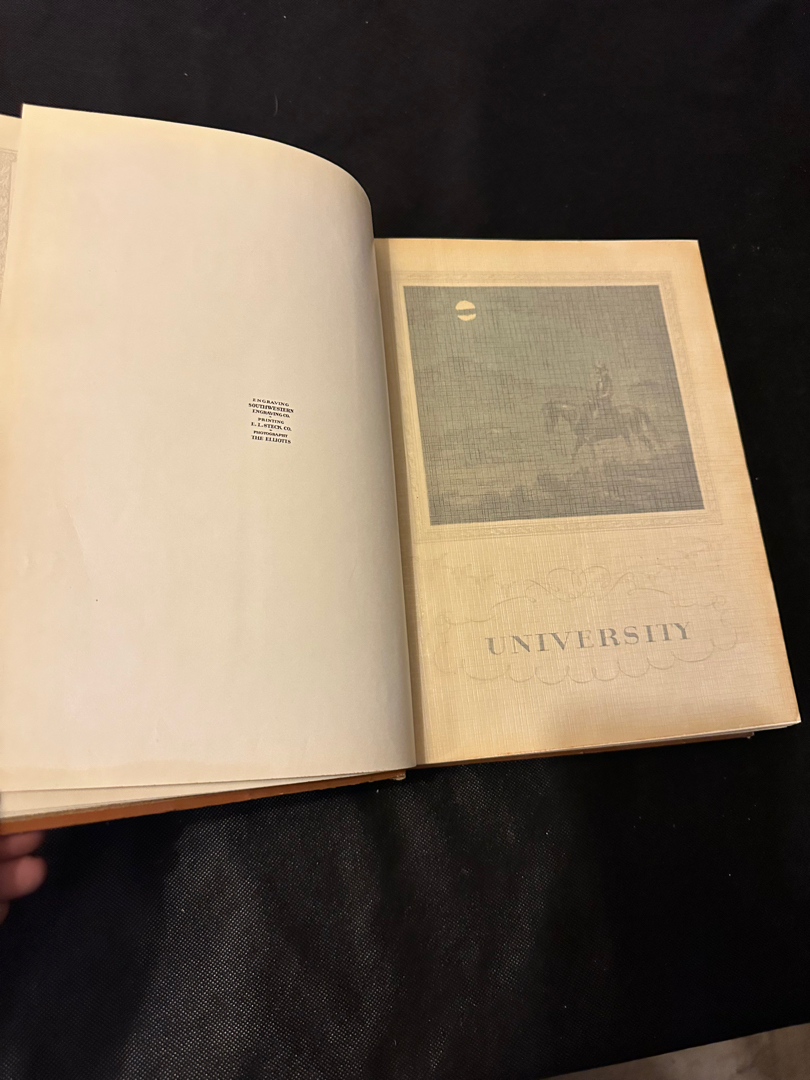 ENGRAVING
SOUTHWESTERN
ENGRAVING CO.
PRINTING
E. L. STECK CO.
PHOTOGRAPHY
THE ELLIOTTS
UNIVERSITY